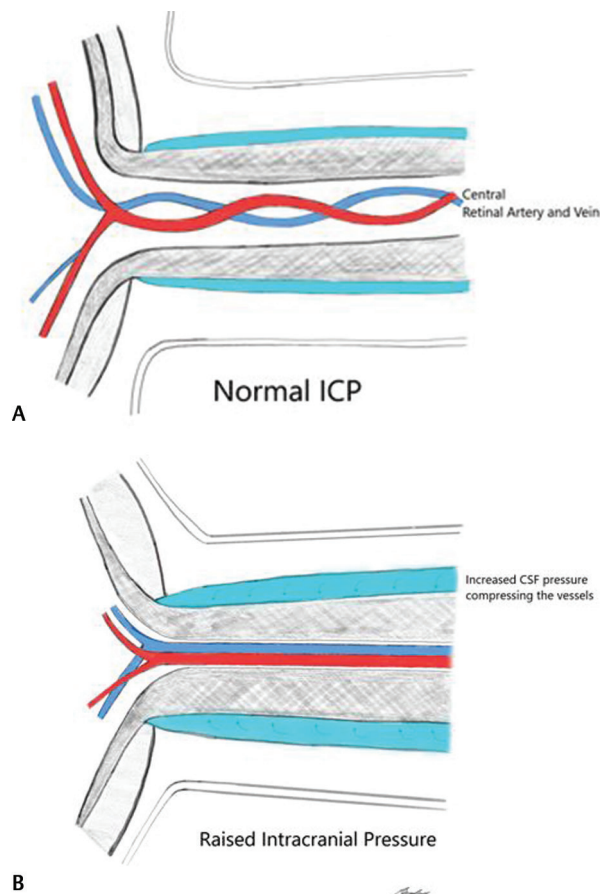 Central
Retinal Artery and Vein
Normal ICP
A
Increased CSF pressure
compressing the vessels
Raised Intracranial Pressure
B